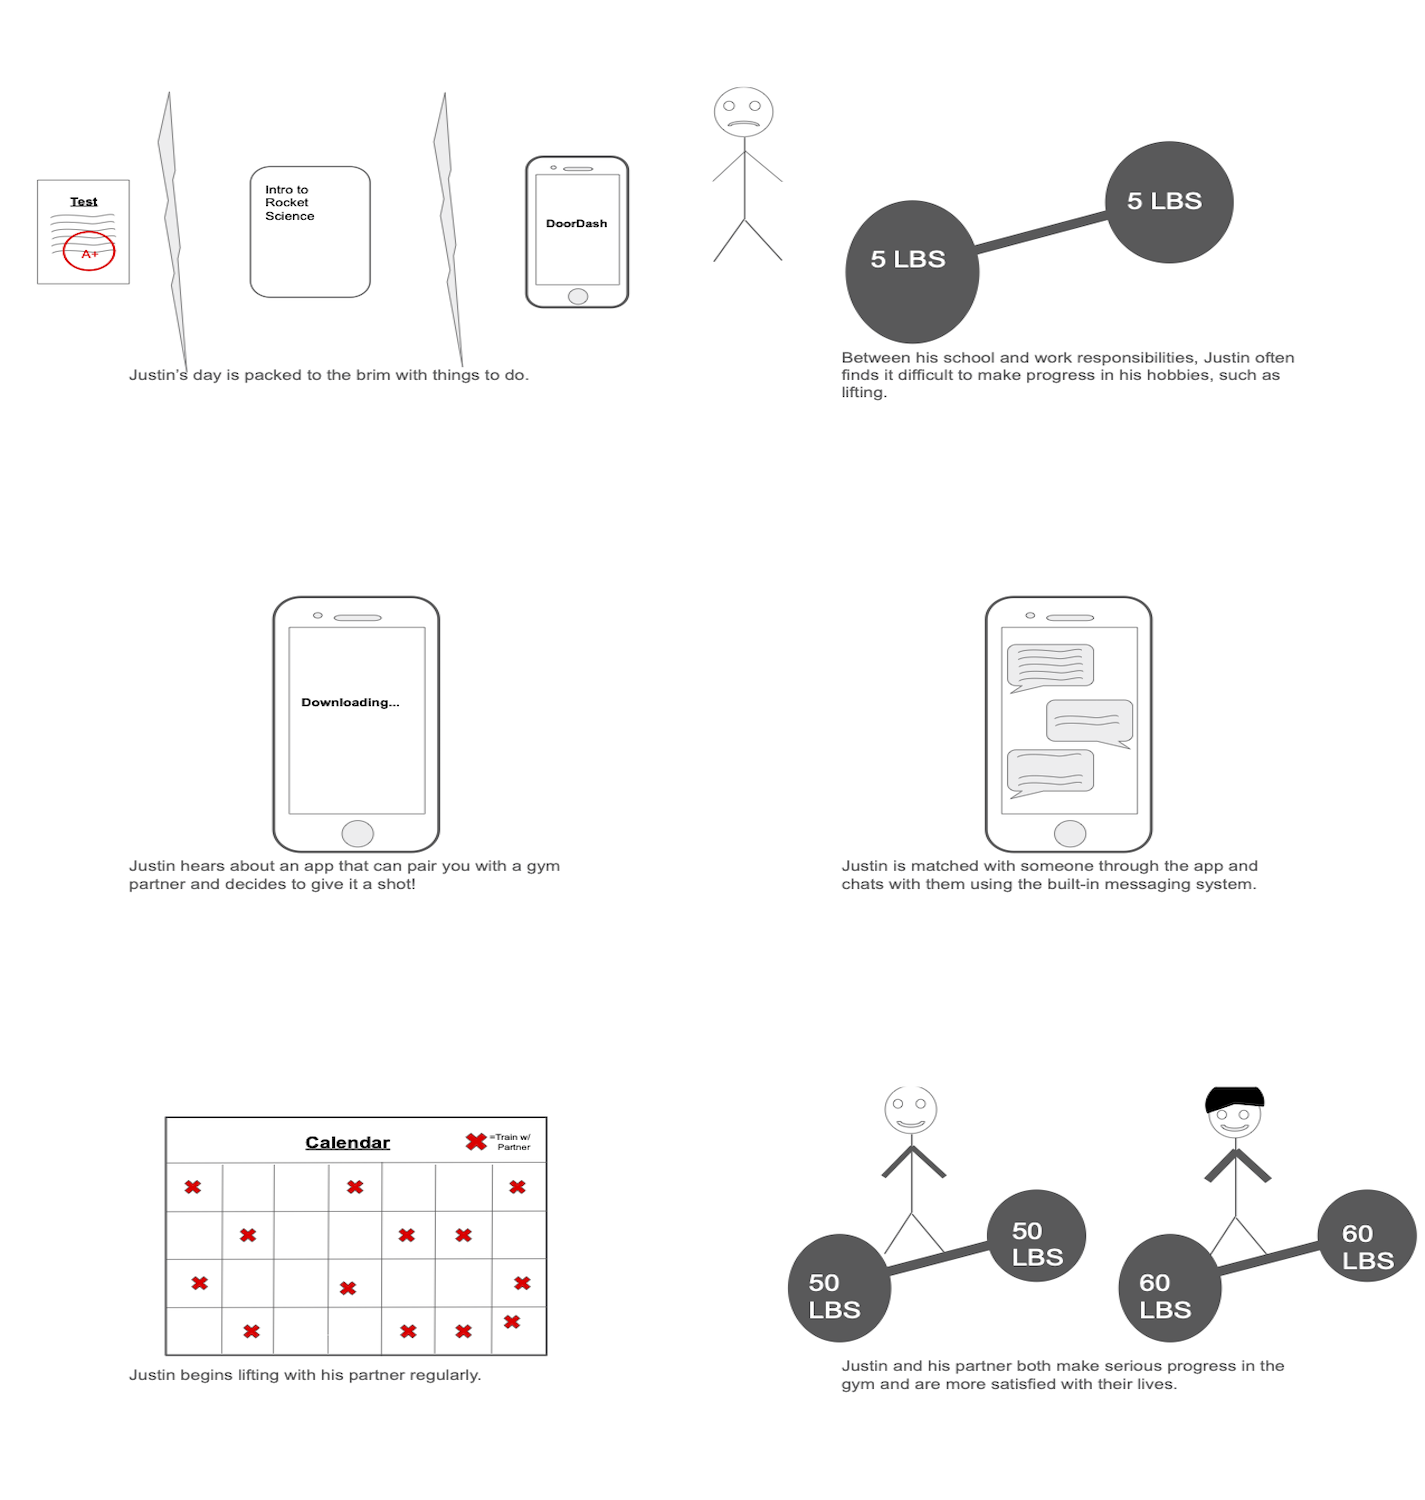 Test
A+
Intro to
Rocket
Science
DoorDash
Justin's day is packed to the brim with things to do.
5 LBS
5 LBS
Between his school and work responsibilities, Justin often
finds it difficult to make progress in his hobbies, such as
lifting.
Downloading...
Justin hears about an app that can pair you with a gym
partner and decides to give it a shot!
Justin is matched with someone through the app and
chats with them using the built-in messaging system.
Calendar
=Train w/
Partner
Justin begins lifting with his partner regularly.
50
LBS
50
LBS
60
LBS
60
LBS
Justin and his partner both make serious progress in the
gym and are more satisfied with their lives.